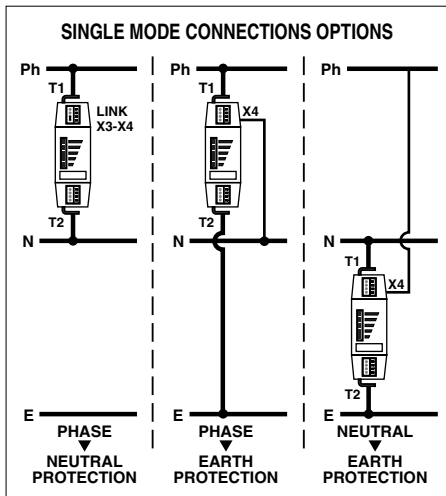 SINGLE MODE CONNECTIONS OPTIONS
Ph
T1
LINK
X3-X4
T2
N
E
PHASE
NEUTRAL
PROTECTION
Ph
T1
X4
T2
N
E
PHASE
EARTH
PROTECTION
Ph
N
T1
X4
T2
E
NEUTRAL
EARTH
PROTECTION